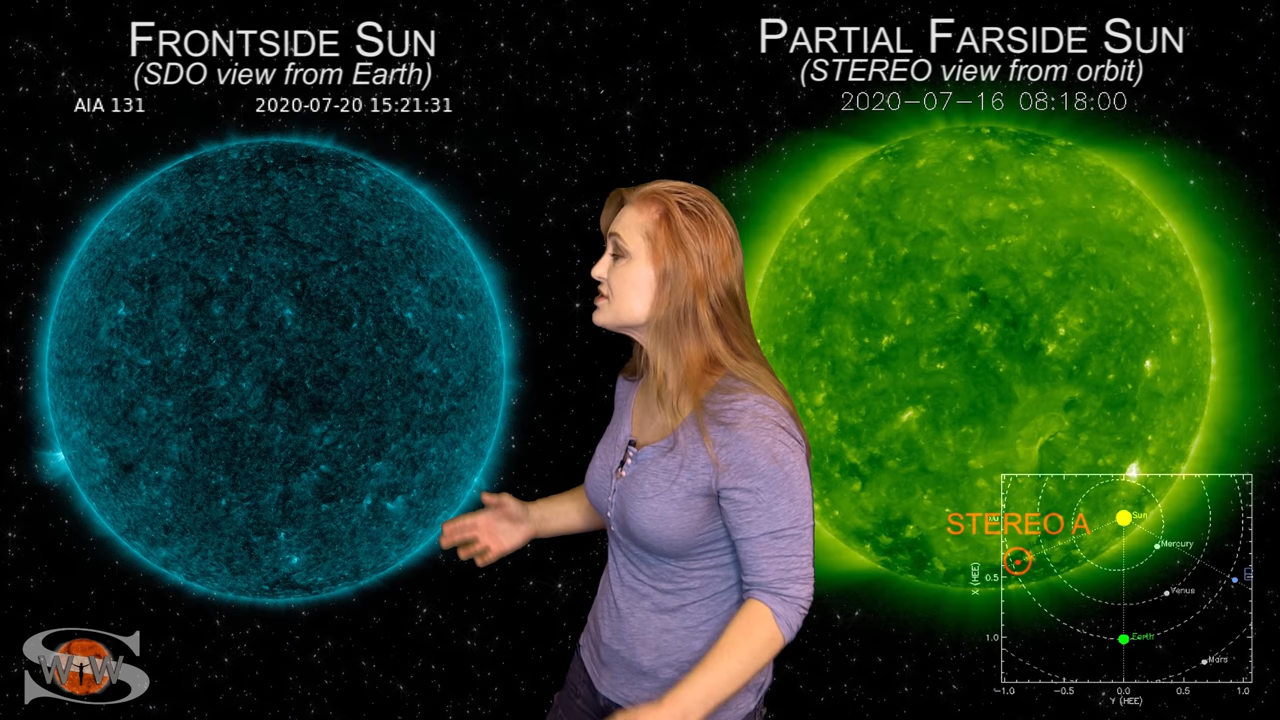 FRONTSIDE SUN
(SDO view from Earth)
AIA 131 2020-07-20 15:21:31
PARTIAL FARSIDE SUN
(STEREO view from orbit)
2020-07-16 08:18:00
STEREO A
Sun
Mercury
Venus
Earth
Mars
X (HEE)
0.5
1.0
-1.0 -0.5 0.0 0.5 1.0
Y (HEE)
S
WTW